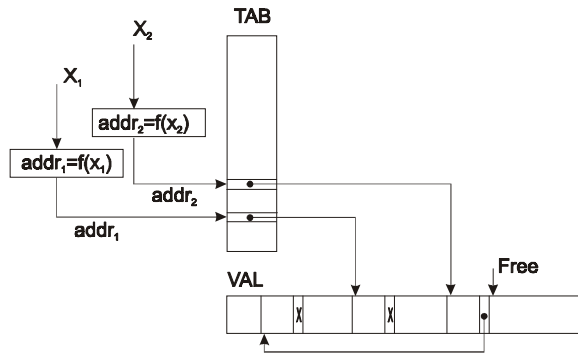 TAB
X₂
X₁
addr₂=f(x₂)
addr₁=f(x₁)
addr₂
addr₁
Free
VAL
X X